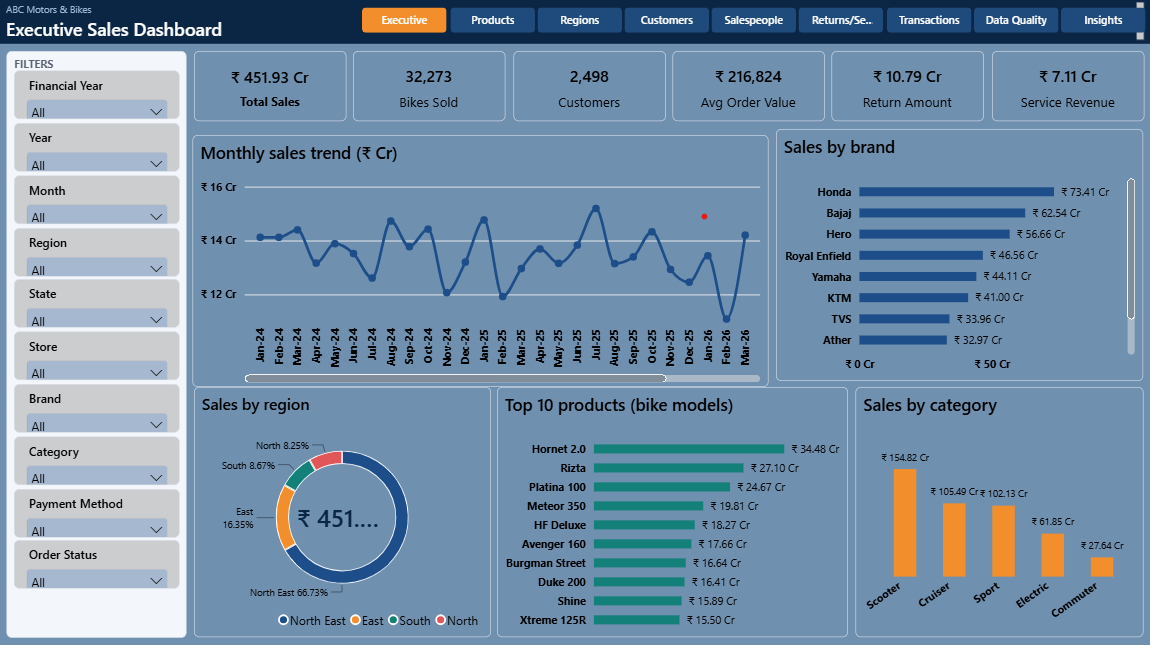 ABC Motors & Bikes
Executive Sales Dashboard
Executive
Products
Regions
Customers
Salespeople
Returns/Se...
Transactions
Data Quality
Insights
FILTERS
Financial Year
All
Year
All
Month
All
Region
All
State
All
Store
All
Brand
All
Category
All
Payment Method
All
Order Status
All
₹ 451.93 Cr
Total Sales
32,273
Bikes Sold
2,498
Customers
₹ 216,824
Avg Order Value
₹ 10.79 Cr
Return Amount
₹ 7.11 Cr
Service Revenue
Monthly sales trend (₹ Cr)
₹ 16 Cr
₹ 14 Cr
₹ 12 Cr
Jan-24
Feb-24
Mar-24
Apr-24
May-24
Jun-24
Jul-24
Aug-24
Sep-24
Oct-24
Nov-24
Dec-24
Jan-25
Feb-25
Mar-25
Apr-25
May-25
Jun-25
Jul-25
Aug-25
Sep-25
Oct-25
Nov-25
Dec-25
Jan-26
Feb-26
Mar-26
Sales by brand
Honda ₹ 73.41 Cr
Bajaj ₹ 62.54 Cr
Hero ₹ 56.66 Cr
Royal Enfield ₹ 46.56 Cr
Yamaha ₹ 44.11 Cr
KTM ₹ 41.00 Cr
TVS ₹ 33.96 Cr
Ather ₹ 32.97 Cr
₹ 0 Cr ₹ 50 Cr
Sales by region
North 8.25%
South 8.67%
East
16.35%
₹ 451....
North East 66.73%
North East East South North
Top 10 products (bike models)
Hornet 2.0 ₹ 34.48 Cr
Rizta ₹ 27.10 Cr
Platina 100 ₹ 24.67 Cr
Meteor 350 ₹ 19.81 Cr
HF Deluxe ₹ 18.27 Cr
Avenger 160 ₹ 17.66 Cr
Burgman Street ₹ 16.64 Cr
Duke 200 ₹ 16.41 Cr
Shine ₹ 15.89 Cr
Xtreme 125R ₹ 15.50 Cr
Sales by category
₹ 154.82 Cr
₹ 105.49 Cr
₹ 102.13 Cr
₹ 61.85 Cr
₹ 27.64 Cr
Scooter
Cruiser
Sport
Electric
Commuter